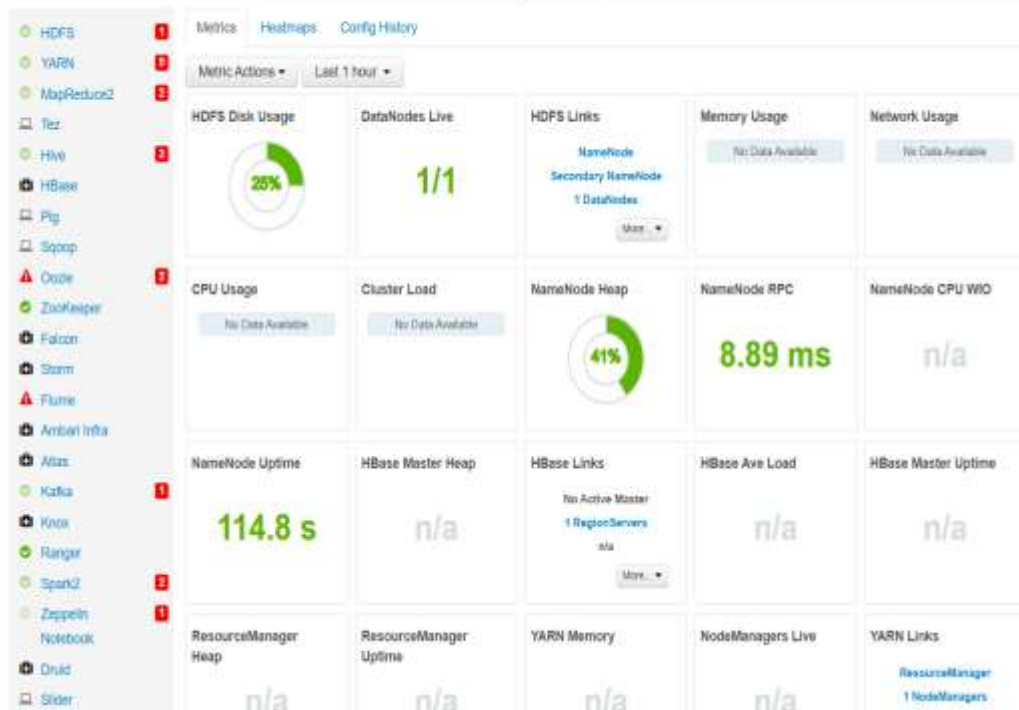 HDFS 1
YARN
MapReduce2
Tez
Hive 3
HBase
Pig
Sqoop
Oozie 3
ZooKeeper
Falcon
Storm
Flume
Ambari Infra
Atlas
Kafka 1
Knox
Ranger
Spark2 2
Zeppelin 1
Notebook
Druid
Slider
Metrics Heatmaps Config History
Metric Actions Last 1 hour
HDFS Disk Usage
25%
DataNodes Live
1/1
HDFS Links
NameNode
Secondary NameNode
1 DataNodes
More...
Memory Usage
No Data Available
Network Usage
No Data Available
CPU Usage
No Data Available
Cluster Load
No Data Available
NameNode Heap
41%
NameNode RPC
8.89 ms
NameNode CPU WIO
n/a
NameNode Uptime
114.8 s
HBase Master Heap
n/a
HBase Links
No Active Master
1 RegionServers
n/a
More...
HBase Ave Load
n/a
HBase Master Uptime
n/a
ResourceManager
Heap
n/a
ResourceManager
Uptime
n/a
YARN Memory
n/a
NodeManagers Live
n/a
YARN Links
ResourceManager
1 NodeManagers